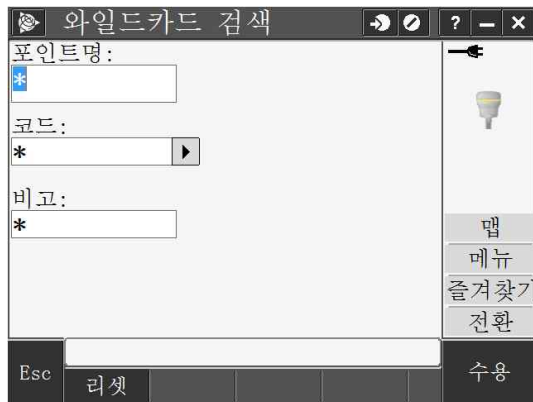 와일드카드 검색
? — ×
포인트명:
*
코드:
*
비고:
*
맵
메뉴
즐겨찾기
전환
Esc
리셋
수용